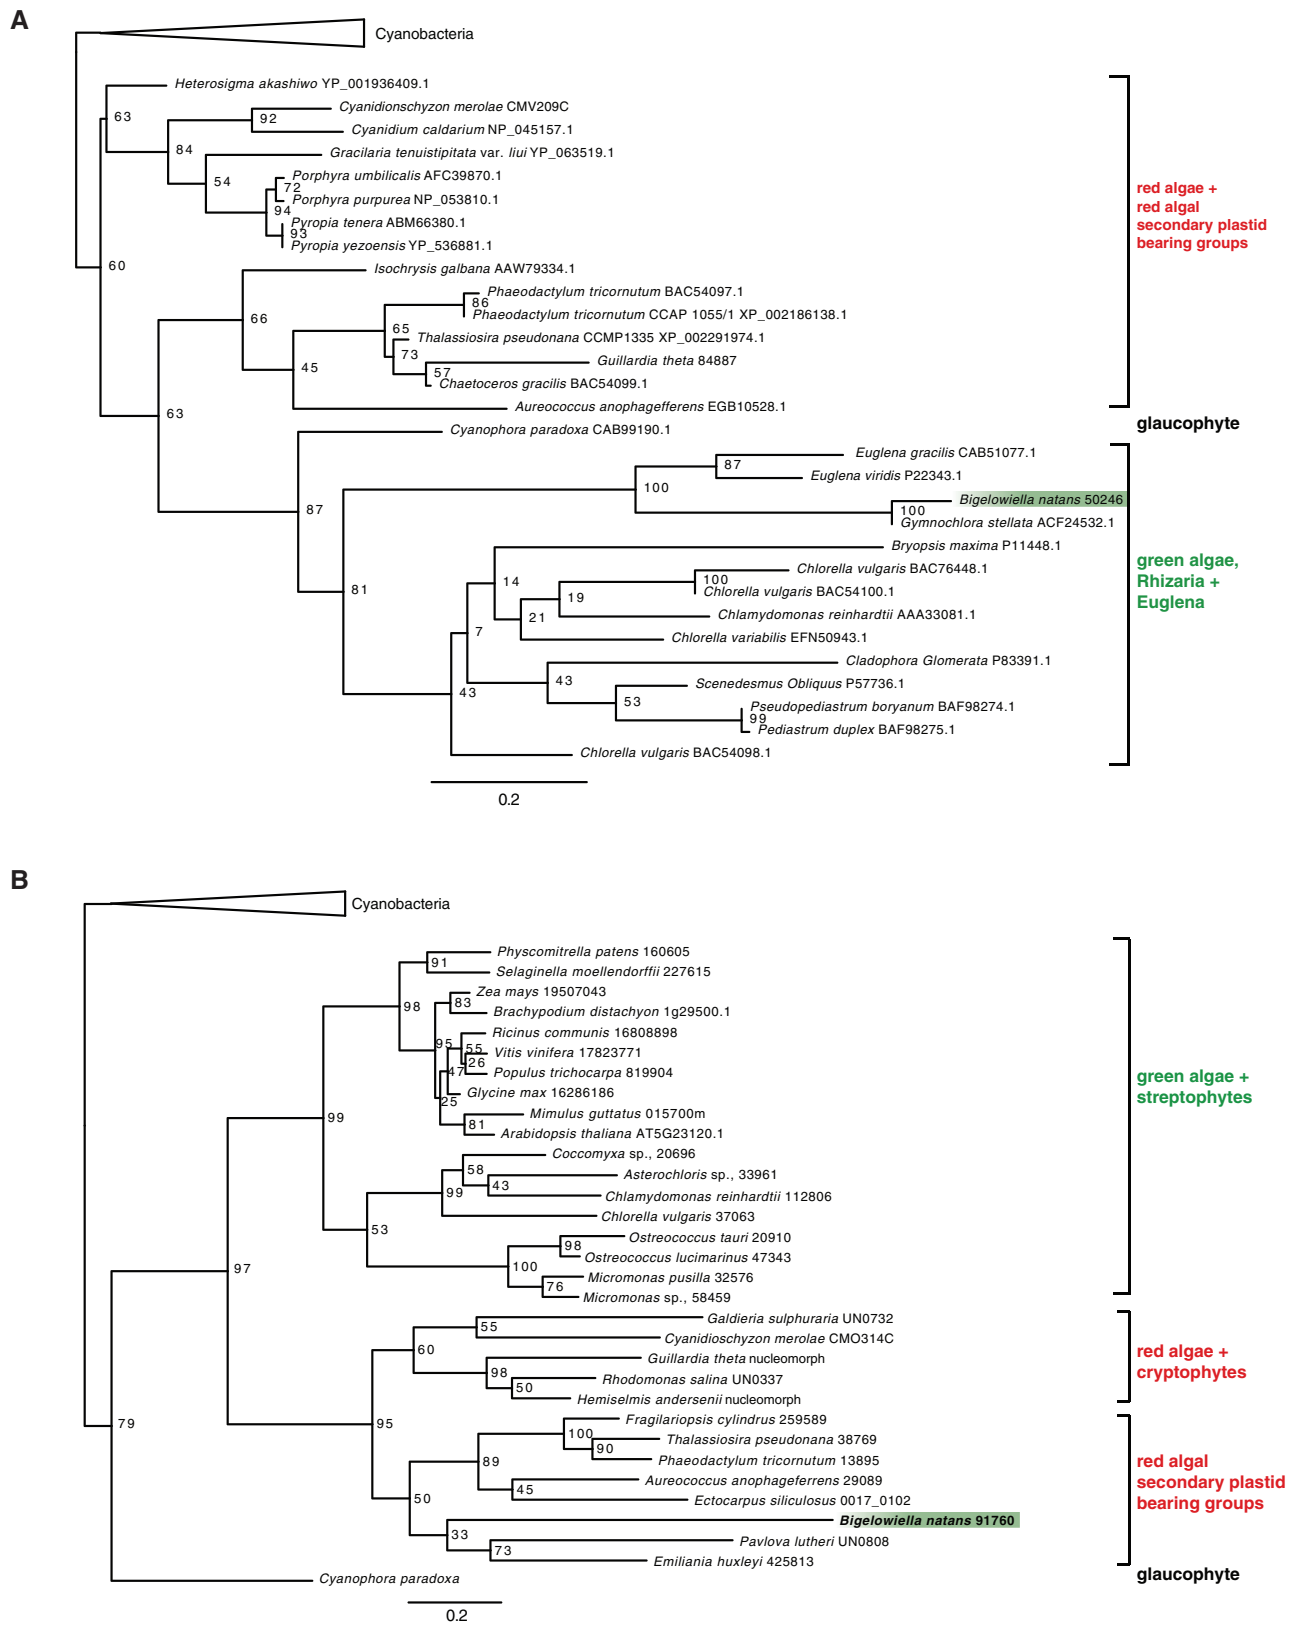 A
Cyanobacteria
Heterosigma akashiwo YP_001936409.1
63
Cyanidionschyzon merolae CMV209C
92
Cyanidium caldarium NP_045157.1
84
Gracilaria tenuistipitata var. liui YP_063519.1
54
Porphyra umbilicalis AFC39870.1
72
Porphyra purpurea NP_053810.1
94
Pyropia tenera ABM66380.1
93
Pyropia yezoensis YP_536881.1
red algae +
red algal
secondary plastid
bearing groups
60
Isochrysis galbana AAW79334.1
Phaeodactylum tricornutum BAC54097.1
86
Phaeodactylum tricornutum CCAP 1055/1 XP_002186138.1
66
65
Thalassiosira pseudonana CCMP1335 XP_002291974.1
73
Guillardia theta 84887
45
57
Chaetoceros gracilis BAC54099.1
Aureococcus anophagefferens EGB10528.1
63
glaucophyte
Cyanophora paradoxa CAB99190.1
Euglena gracilis CAB51077.1
87
Euglena viridis P22343.1
100
Bigelowiella natans 50246
100
Gymnochlora stellata ACF24532.1
87
Bryopsis maxima P11448.1
Chlorella vulgaris BAC76448.1
100
14
Chlorella vulgaris BAC54100.1
19
81
Chlamydomonas reinhardtii AAA33081.1
21
7
Chlorella variabilis EFN50943.1
green algae,
Rhizaria +
Euglena
Cladophora Glomerata P83391.1
43
Scenedesmus Obliquus P57736.1
43
53
Pseudopediastrum boryanum BAF98274.1
99
Pediastrum duplex BAF98275.1
Chlorella vulgaris BAC54098.1
0.2
B
Cyanobacteria
Physcomitrella patens 160605
91
Selaginella moellendorffii 227615
Zea mays 19507043
83
98
Brachypodium distachyon 1g29500.1
Ricinus communis 16808898
95
55
Vitis vinifera 17823771
26
47
Populus trichocarpa 819904
Glycine max 16286186
25
Mimulus guttatus 015700m
81
Arabidopsis thaliana AT5G23120.1
green algae +
streptophytes
99
Coccomyxa sp., 20696
58
Asterochloris sp., 33961
43
99
Chlamydomonas reinhardtii 112806
Chlorella vulgaris 37063
53
Ostreococcus tauri 20910
98
Ostreococcus lucimarinus 47343
100
Micromonas pusilla 32576
76
Micromonas sp., 58459
97
Galdieria sulphuraria UN0732
55
Cyanidioschyzon merolae CMO314C
60
Guillardia theta nucleomorph
98
Rhodomonas salina UN0337
50
Hemiselmis andersenii nucleomorph
red algae +
cryptophytes
95
79
Fragilariopsis cylindrus 259589
100
Thalassiosira pseudonana 38769
90
Phaeodactylum tricornutum 13895
89
Aureococcus anophageferrens 29089
45
Ectocarpus siliculosus 0017_0102
50
Bigelowiella natans 91760
33
Pavlova lutheri UN0808
73
Emiliania huxleyi 425813
red algal
secondary plastid
bearing groups
glaucophyte
Cyanophora paradoxa
0.2